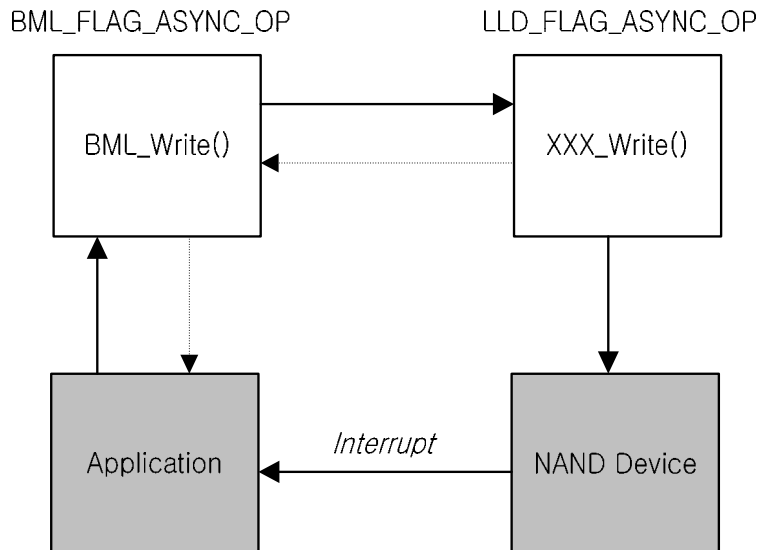 BML_FLAG_ASYNC_OP
LLD_FLAG_ASYNC_OP
BML_Write()
XXX_Write()
Application
Interrupt
NAND Device